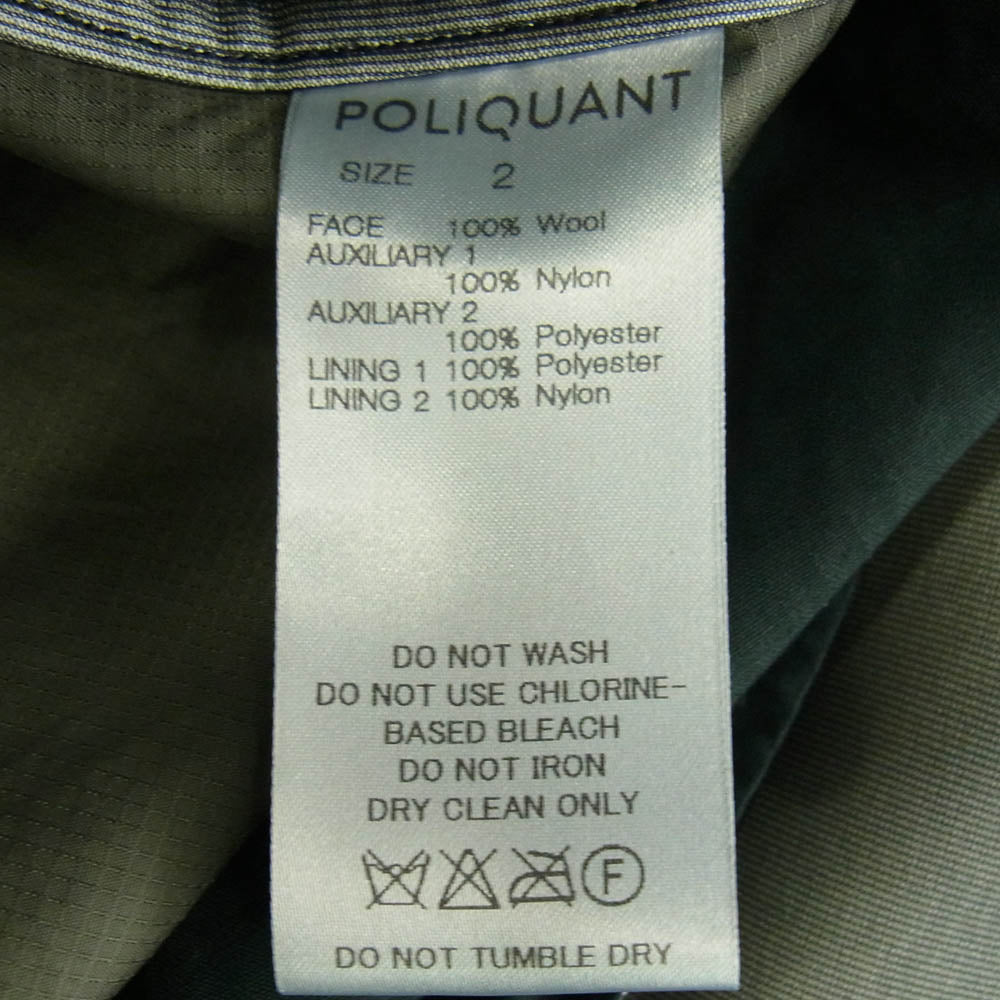 POLIQUANT
SIZE 2
FACE 100% Wool
AUXILIARY 1
100% Nylon
AUXILIARY 2
100% Polyester
LINING 1 100% Polyester
LINING 2 100% Nylon
DO NOT WASH
DO NOT USE CHLORINE-
BASED BLEACH
DO NOT IRON
DRY CLEAN ONLY
F
DO NOT TUMBLE DRY